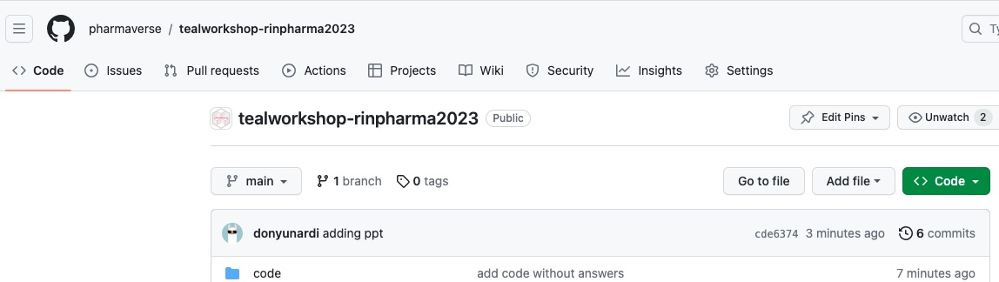 pharmaverse / tealworkshop-rinpharma2023
Code Issues Pull requests Actions Projects Wiki Security Insights Settings
tealworkshop-rinpharma2023 Public Edit Pins Unwatch 2
main 1 branch 0 tags Go to file Add file Code
donyunardi adding ppt cde6374 3 minutes ago 6 commits
code add code without answers 7 minutes ago